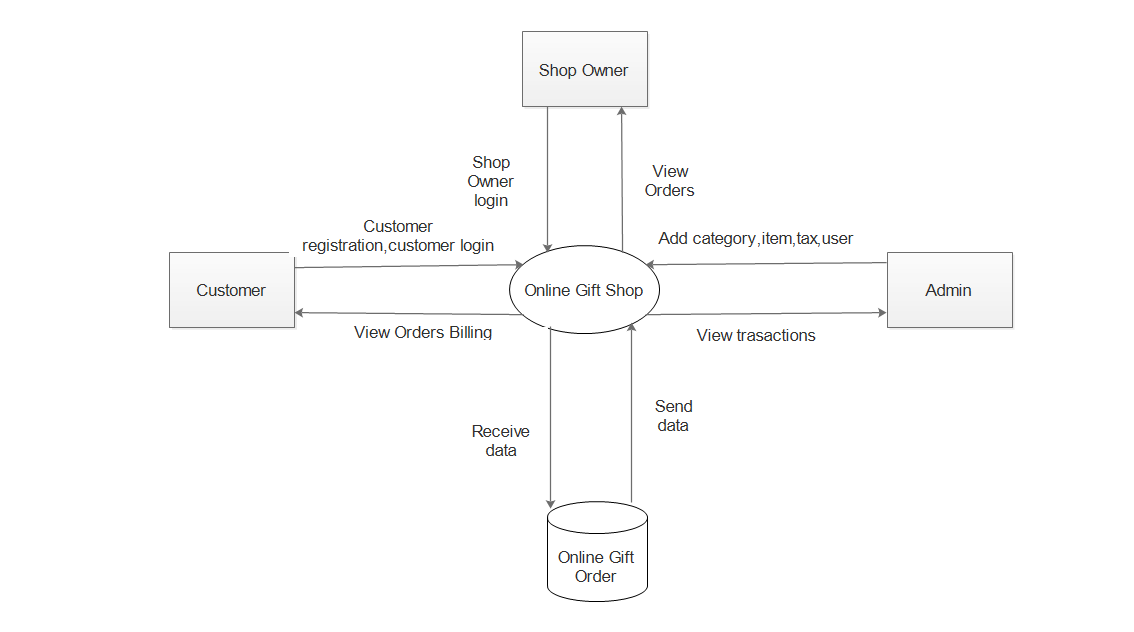 Shop Owner
Shop
Owner
login
View
Orders
Customer
registration,customer login
Add category,item,tax,user
Customer
Online Gift Shop
Admin
View Orders Billing
View trasactions
Receive
data
Send
data
Online Gift
Order